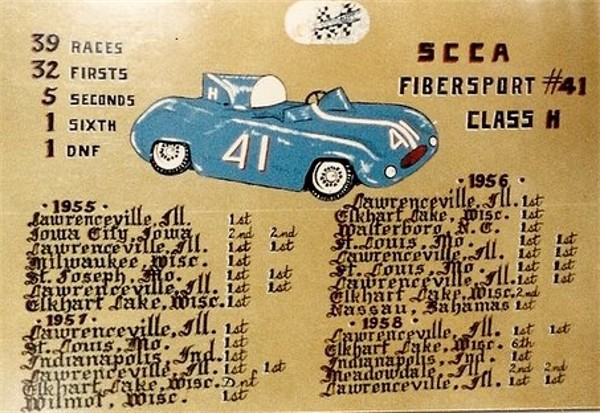 39 RACES
32 FIRSTS
5 SECONDS
1 SIXTH
1 DNF
SCCA
FIBERSPORT #41
CLASS H
H
41
41
· 1955 ·
Lawrenceville, Ill. 1st
Iowa City, Iowa 2nd 2nd
Lawrenceville, Ill. 1st 1st
Milwaukee, Wisc. 1st
St. Joseph, Mo. 1st 1st
Lawrenceville, Ill. 1st 1st
Elkhart Lake, Wisc. 1st
· 1957 ·
Lawrenceville, Ill. 1st
St. Louis, Mo. 1st
Indianapolis, Ind. 1st
Lawrenceville, Ill. 1st 1st
Elkhart Lake, Wisc. Dnf
Wilmot, Wisc. 1st
· 1956 ·
Lawrenceville, Ill. 1st
Elkhart Lake, Wisc. 1st
Walterboro, N.C. 1st
St. Louis, Mo. 1st 1st
Lawrenceville, Ill. 1st 1st
St. Louis, Mo. 1st 1st
Lawrenceville, Ill. 1st 1st
Elkhart Lake, Wisc. 2nd
Nassau, Bahamas 1st
· 1958 ·
Lawrenceville, Ill. 1st 1st
Elkhart Lake, Wisc. 6th
Indianapolis, Ind. 1st
Meadowdale, Ill. 2nd 2nd
Lawrenceville, Ill. 1st 1st